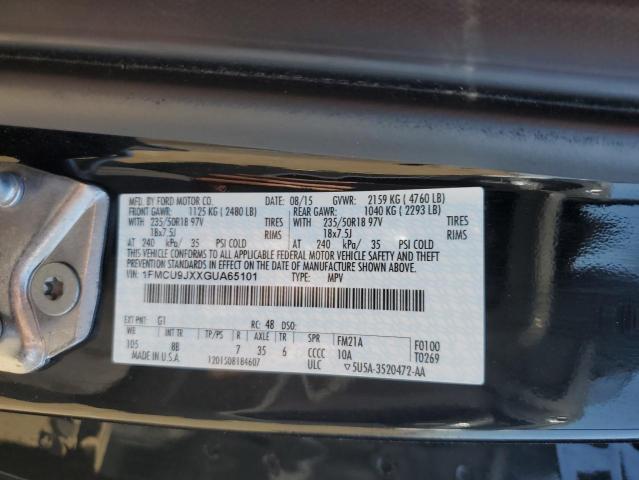 MFD. BY FORD MOTOR CO. DATE: 08/15 GVWR: 2159 KG ( 4760 LB)
FRONT GAWR: 1125 KG ( 2480 LB) REAR GAWR: 1040 KG ( 2293 LB)
WITH 235/50R18 97V TIRES WITH 235/50R18 97V TIRES
18x7.5J RIMS 18x7.5J RIMS
AT 240 kPa/ 35 PSI COLD AT 240 kPa/ 35 PSI COLD
THIS VEHICLE CONFORMS TO ALL APPLICABLE FEDERAL MOTOR VEHICLE SAFETY AND THEFT PREVENTION STANDARDS IN EFFECT ON THE DATE OF MANUFACTURE SHOWN ABOVE.
VIN: 1FMCU9JXXGUA65101 TYPE: MPV
EXT PNT: G1 RC: 48 DSO:
WB INT TR TP/PS R AXLE TR SPR FM21A F0100
105 8B 7 35 6 CCCC 10A T0269
MADE IN U.S.A. 1201508184607 ULC ▽5U5A-3520472-AA